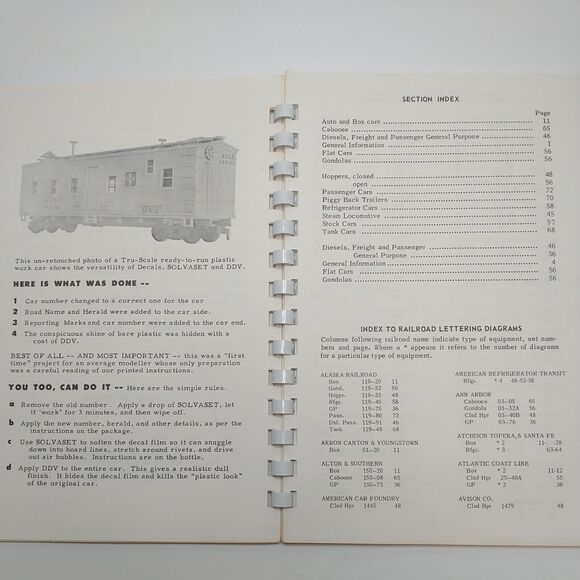 This un-retouched photo of a Tru-Scale ready-to-run plastic
work car shows the versatility of Decals, SOLVASET and DDV.
HERE IS WHAT WAS DONE --
1 Car number changed to correct one for the car
2 Road Name and Herald were added to the car side.
3 Reporting Marks and car number were added to the car end.
4 The conspicuous shine of bare plastic was hidden with a
coat of DDV.
BEST OF ALL -- AND MOST IMPORTANT -- this was a "first
time" project for an average modeller whose only preparation
was a careful reading of our printed instructions.
YOU TOO, CAN DO IT -- Here are the simple rules.
a Remove the old number. Apply a drop of SOLVASET, let
it 'work' for 3 minutes, and then wipe off.
b Apply the new number, herald, and other details, as per the
instructions on the package.
c Use SOLVASET to soften the decal film so it can snuggle
down into board lines, stretch around rivets, and drive
out air bubbles. Instructions are on the bottle.
d Apply DDV to the entire car. This gives a realistic dull
finish. It hides the decal film and kills the "plastic look"
of the original car.
SECTION INDEX
Page
Auto and Box cars 11
Caboose 65
Diesels, Freight and Passenger General Purpose 46
General Information 1
Flat Cars 56
Gondolas 56
Hoppers, closed 48
open 56
Passenger Cars 72
Piggy Back Trailers 70
Refrigerator Cars 58
Steam Locomotive 45
Stock Cars 57
Tank Cars 68
Diesels, Freight and Passenger 46
General Purpose 36
General Information 4
Flat Cars 56
Gondolas 56
INDEX TO RAILROAD LETTERING DIAGRAMS
Columns following railroad name indicate type of equipment, set num-
bers and page. Where a * appears it refers to the number of diagrams
for a particular type of equipment.
ALASKA RAILROAD
Box 119-20 11
Gond. 119-52 56
Hoppr. 119-53 48
Rfgr. 119-45 58
GP 119-75 36
Pass. 119-80 72
Dsl. Pass. 119-91 46
Tank 119-48 68
AKRON CANTON & YOUNGSTOWN
Box 01-20 11
ALTON & SOUTHERN
Box 150-20 11
Caboose 150-08 65
GP 150-75 36
AMERICAN CAR FOUNDRY
Clsd Hpr 1445 48
AMERICAN REFRIGERATOR TRANSIT
Rfgr. * 4 48-52-58
ANN ARBOR
Caboose 03-05 65
Gondola 03-32A 56
Clsd Hpr 03-40B 48
GP 03-76 36
ATCHISON TOPEKA, & SANTA FE
Box * 2 11- 28
Rfgr. * 3 63-64
ATLANTIC COAST LINE
Box * 2 11-12
Clsd Hpr 25-40A 55
GP * 2 36
AVISON CO.
Clsd Hpr 1479 48